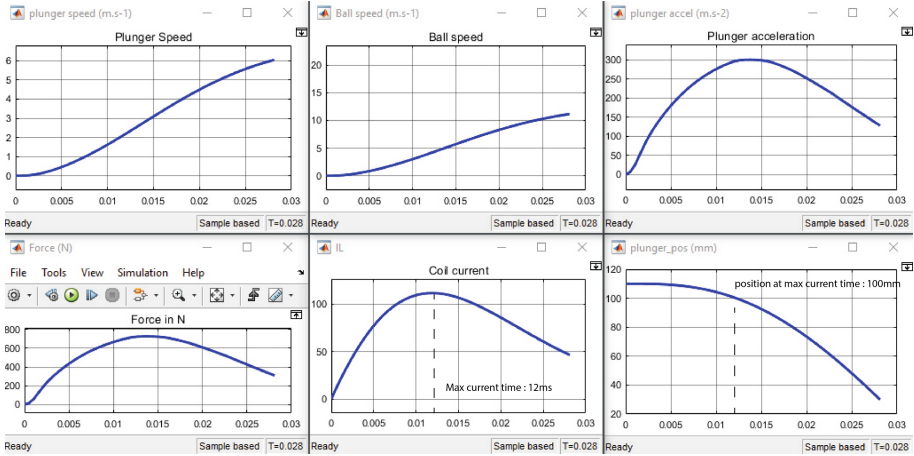 plunger speed (m.s-1)
Plunger Speed
6
5
4
3
2
1
0
0 0.005 0.01 0.015 0.02 0.025 0.03
Ready Sample based T=0.028
Ball speed (m.s-1)
Ball speed
20
15
10
5
0
0 0.005 0.01 0.015 0.02 0.025 0.03
Ready Sample based T=0.028
plunger accel (m.s-2)
Plunger acceleration
300
250
200
150
100
50
0
0 0.005 0.01 0.015 0.02 0.025 0.03
Ready Sample based T=0.028
Force (N)
File Tools View Simulation Help
Force in N
800
600
400
200
0
0 0.005 0.01 0.015 0.02 0.025 0.03
Ready Sample based T=0.028
IL
Coil current
100
50
0
Max current time : 12ms
0 0.005 0.01 0.015 0.02 0.025 0.03
Ready Sample based T=0.028
plunger_pos (mm)
120
position at max current time : 100mm
100
80
60
40
20
0 0.005 0.01 0.015 0.02 0.025 0.03
Ready Sample based T=0.028